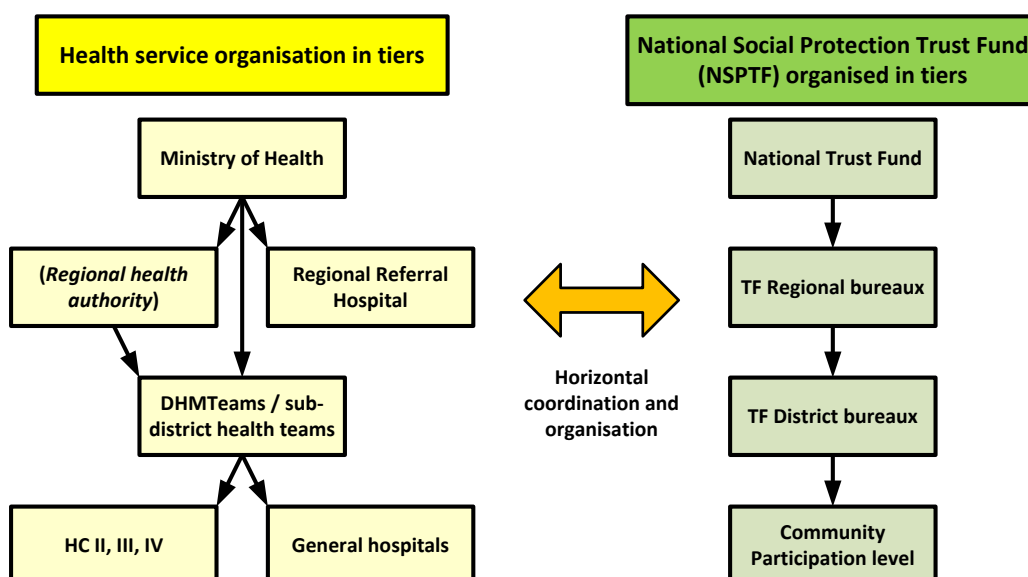 Health service organisation in tiers
National Social Protection Trust Fund
(NSPTF) organised in tiers
Ministry of Health
National Trust Fund
(Regional health
authority)
Regional Referral
Hospital
TF Regional bureaux
Horizontal
coordination and
organisation
DHMTeams / sub-
district health teams
TF District bureaux
HC II, III, IV
General hospitals
Community
Participation level